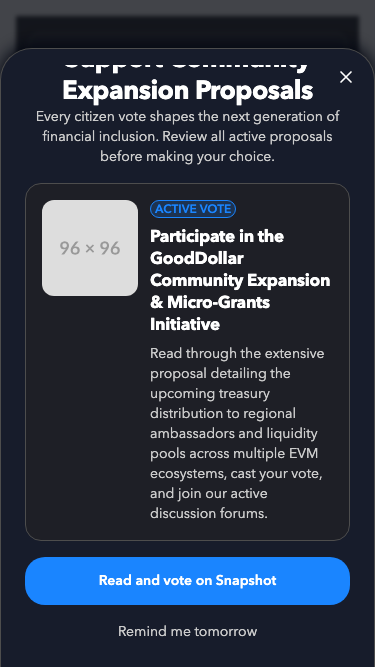 Support Community
Expansion Proposals
Every citizen vote shapes the next generation of
financial inclusion. Review all active proposals
before making your choice.
96 × 96
ACTIVE VOTE
Participate in the
GoodDollar
Community Expansion
& Micro-Grants
Initiative
Read through the extensive
proposal detailing the
upcoming treasury
distribution to regional
ambassadors and liquidity
pools across multiple EVM
ecosystems, cast your vote,
and join our active
discussion forums.
Read and vote on Snapshot
Remind me tomorrow